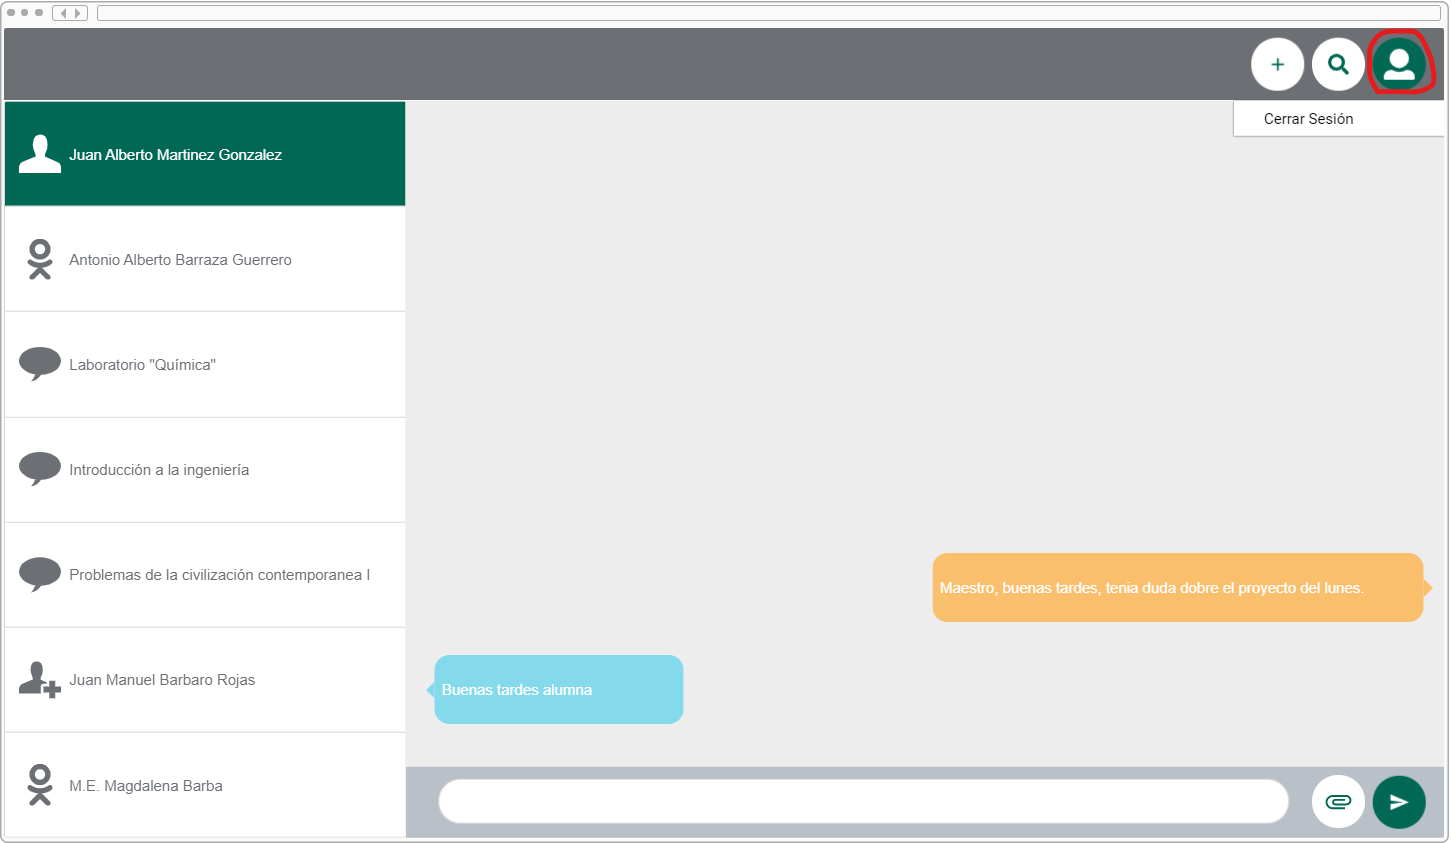 Cerrar Sesión
Juan Alberto Martinez Gonzalez
Antonio Alberto Barraza Guerrero
Laboratorio "Química"
Introducción a la ingeniería
Problemas de la civilización contemporanea I
Juan Manuel Barbaro Rojas
M.E. Magdalena Barba
Maestro, buenas tardes, tenia duda dobre el proyecto del lunes.
Buenas tardes alumna